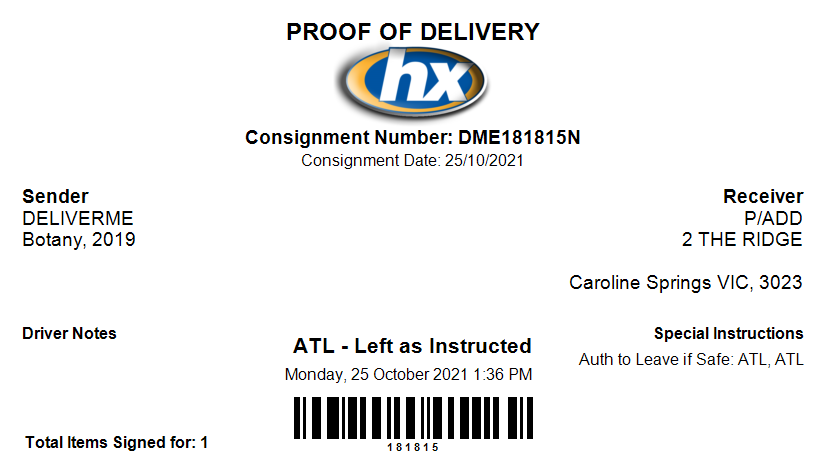 PROOF OF DELIVERY
hx
Consignment Number: DME181815N
Consignment Date: 25/10/2021
Sender
DELIVERME
Botany, 2019
Receiver
P/ADD
2 THE RIDGE
Caroline Springs VIC, 3023
Driver Notes
ATL - Left as Instructed
Monday, 25 October 2021 1:36 PM
181815
Special Instructions
Auth to Leave if Safe: ATL, ATL
Total Items Signed for: 1